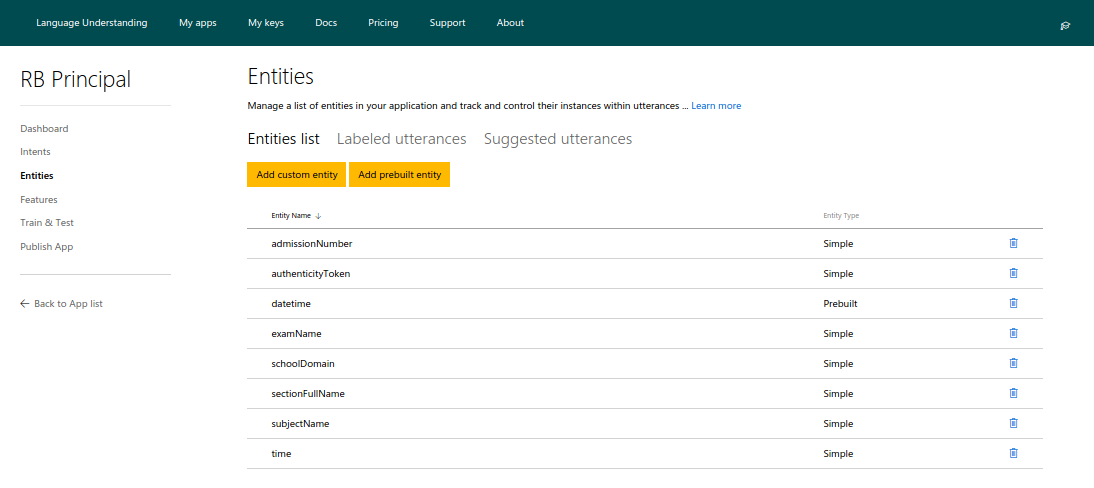 Language Understanding My apps My keys Docs Pricing Support About
RB Principal
Dashboard
Intents
Entities
Features
Train & Test
Publish App
Back to App list
Entities
Manage a list of entities in your application and track and control their instances within utterances ... Learn more
Entities list Labeled utterances Suggested utterances
Add custom entity Add prebuilt entity
Entity Name Entity Type
admissionNumber Simple
authenticityToken Simple
datetime Prebuilt
examName Simple
schoolDomain Simple
sectionFullName Simple
subjectName Simple
time Simple